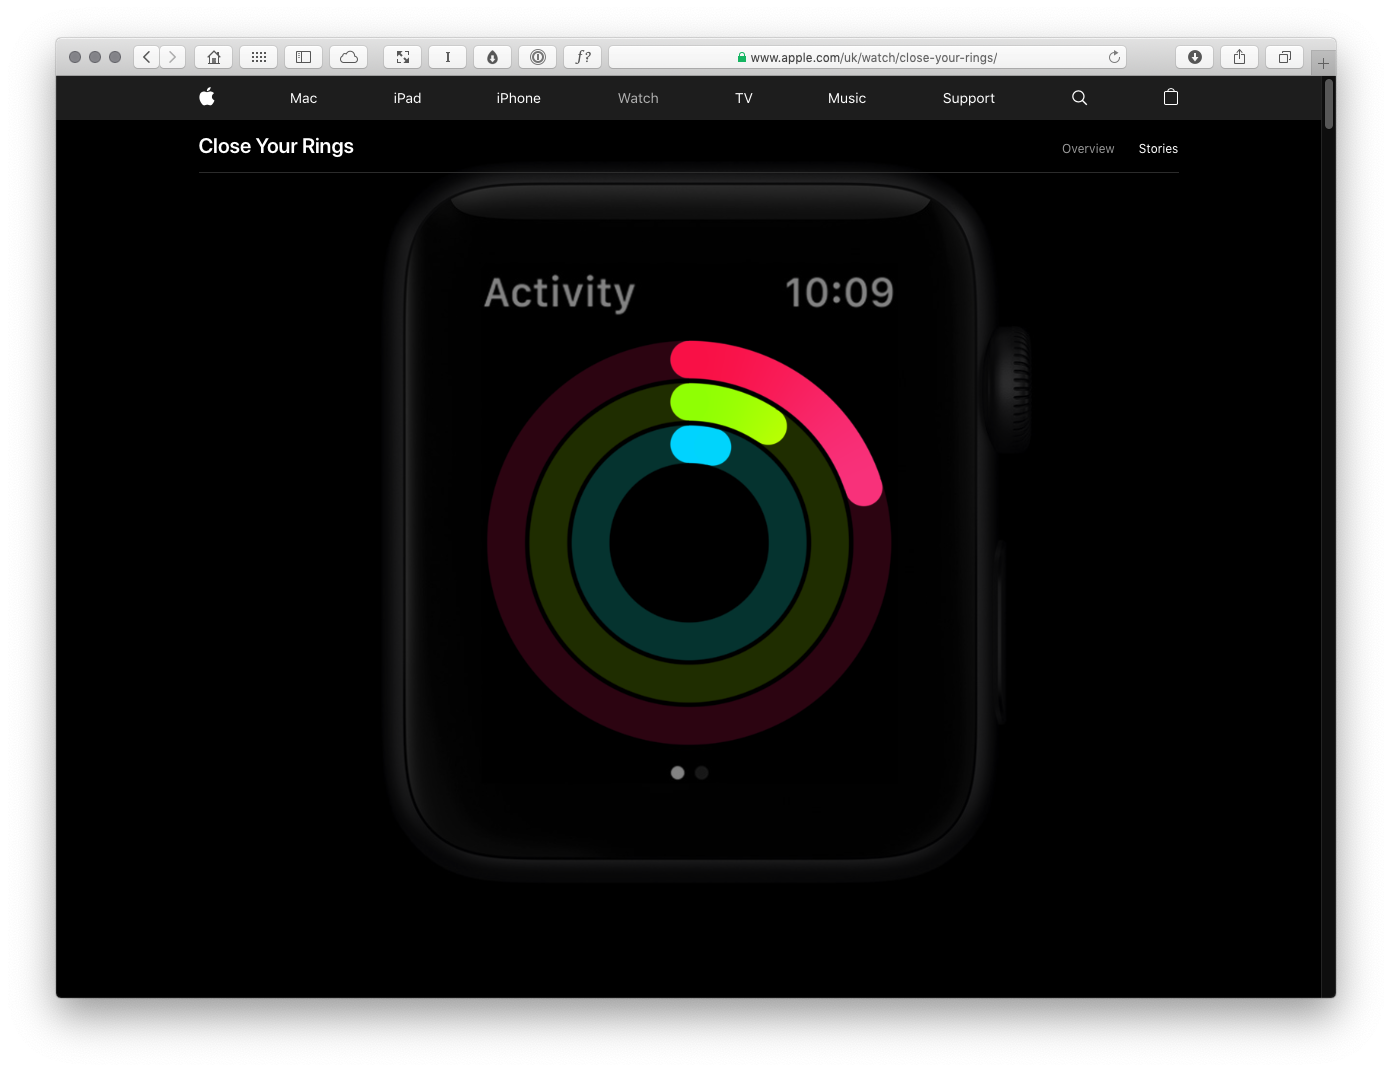 I
f?
www.apple.com/uk/watch/close-your-rings/
Mac iPad iPhone Watch TV Music Support
Close Your Rings
Overview Stories
Activity 10:09